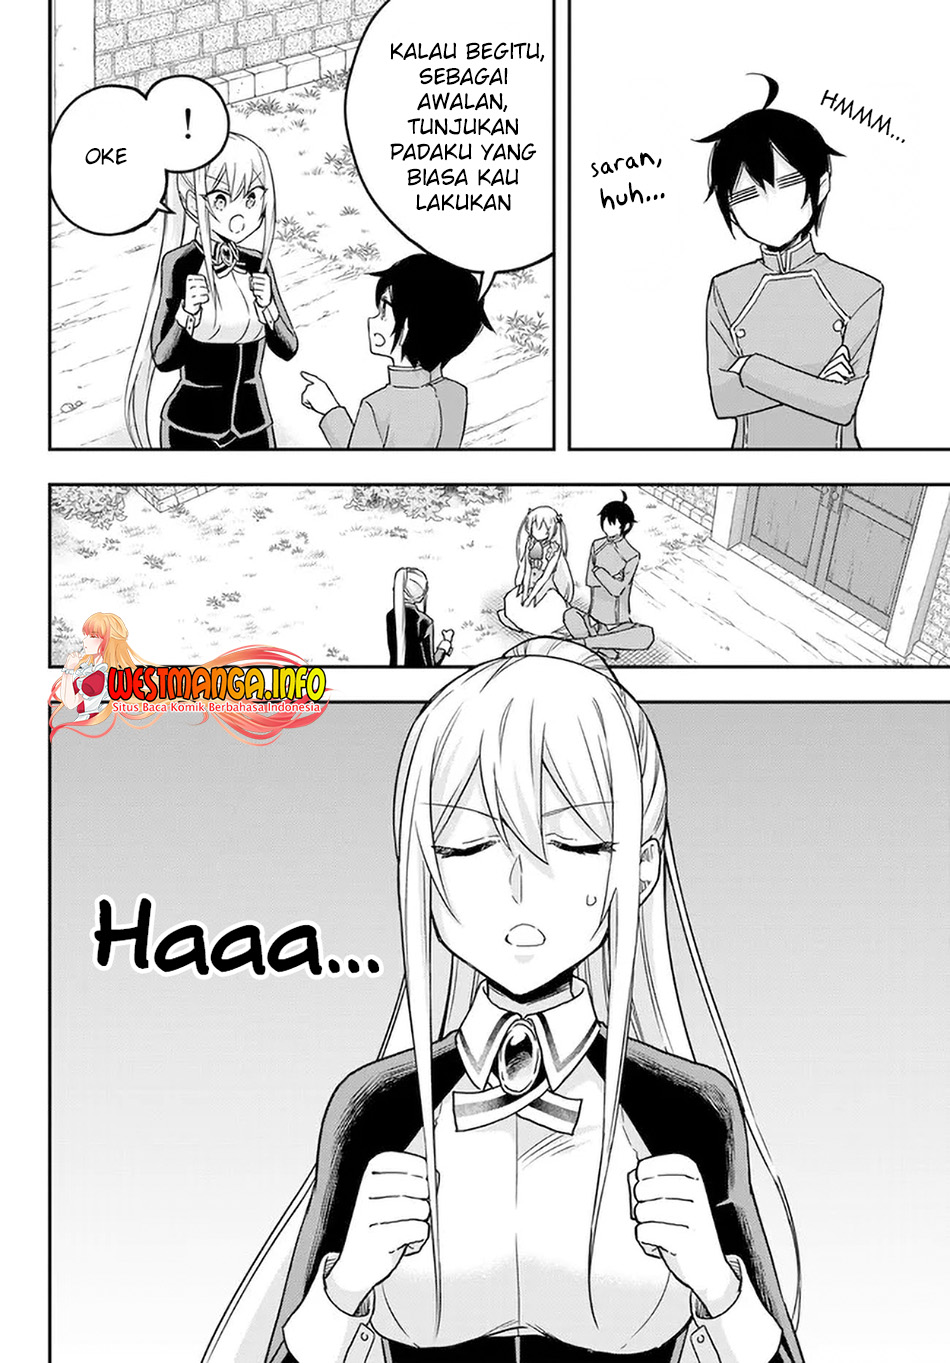 HMMM...
saran,
huh...
KALAU BEGITU,
SEBAGAI
AWALAN,
TUNJUKAN
PADAKU YANG
BIASA KAU
LAKUKAN
!
OKE
WESTMANGA.INFO
Situs Baca Komik Berbahasa Indonesia
Haaa...